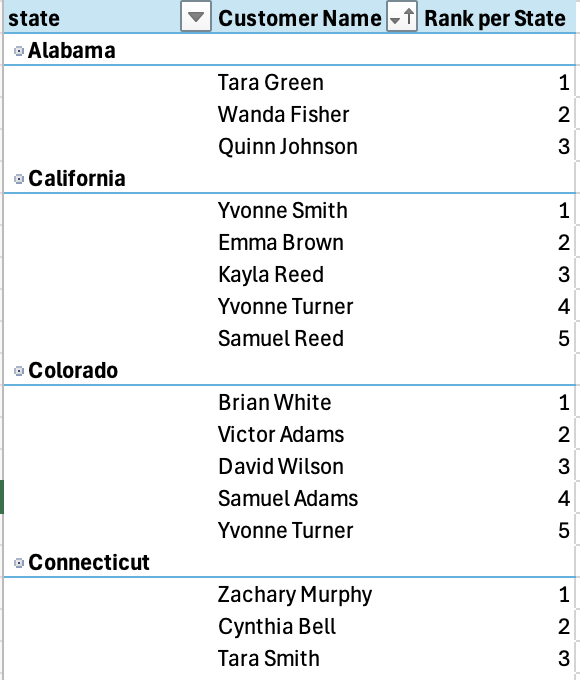 state Customer Name Rank per State
Alabama
Tara Green 1
Wanda Fisher 2
Quinn Johnson 3
California
Yvonne Smith 1
Emma Brown 2
Kayla Reed 3
Yvonne Turner 4
Samuel Reed 5
Colorado
Brian White 1
Victor Adams 2
David Wilson 3
Samuel Adams 4
Yvonne Turner 5
Connecticut
Zachary Murphy 1
Cynthia Bell 2
Tara Smith 3